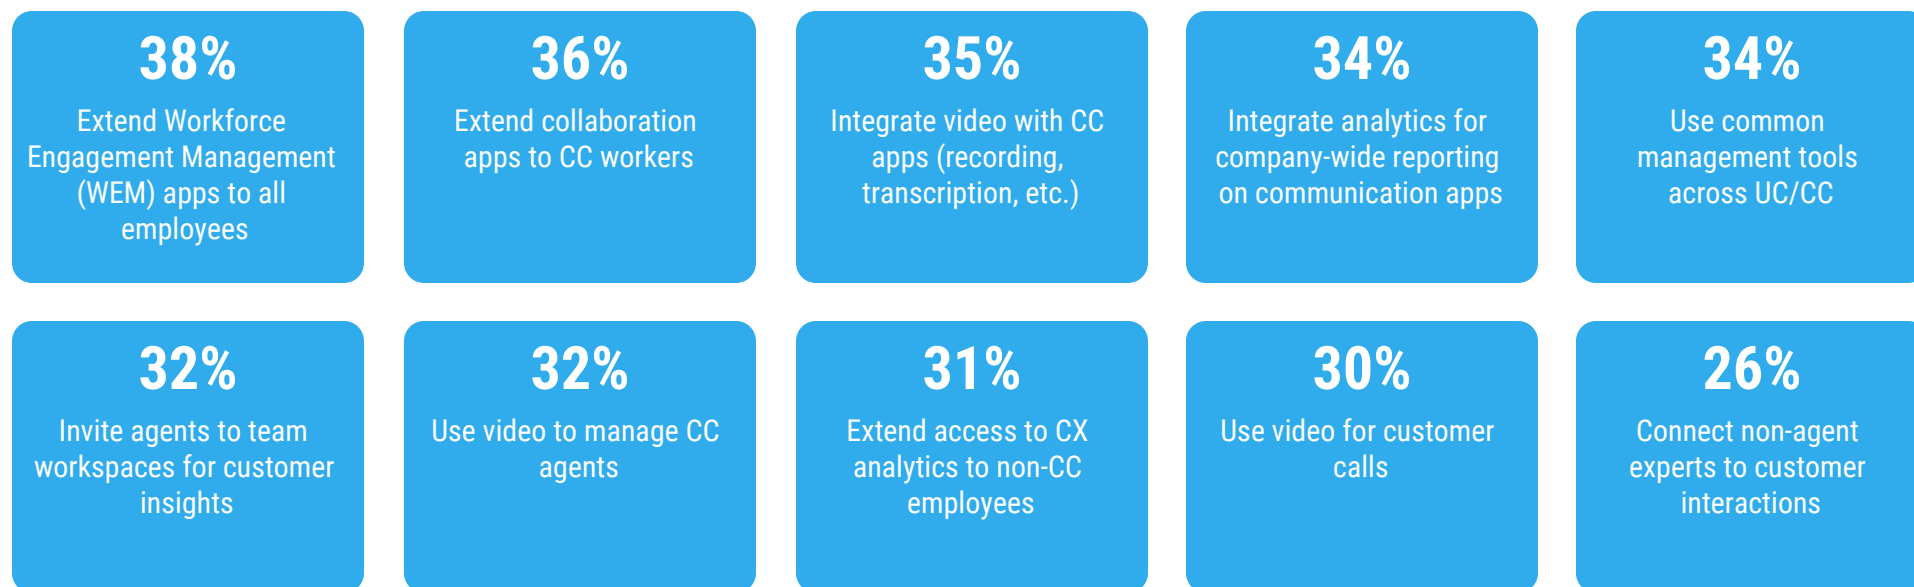 38%
Extend Workforce
Engagement Management
(WEM) apps to all
employees
36%
Extend collaboration
apps to CC workers
35%
Integrate video with CC
apps (recording,
transcription, etc.)
34%
Integrate analytics for
company-wide reporting
on communication apps
34%
Use common
management tools
across UC/CC
32%
Invite agents to team
workspaces for customer
insights
32%
Use video to manage CC
agents
31%
Extend access to CX
analytics to non-CC
employees
30%
Use video for customer
calls
26%
Connect non-agent
experts to customer
interactions